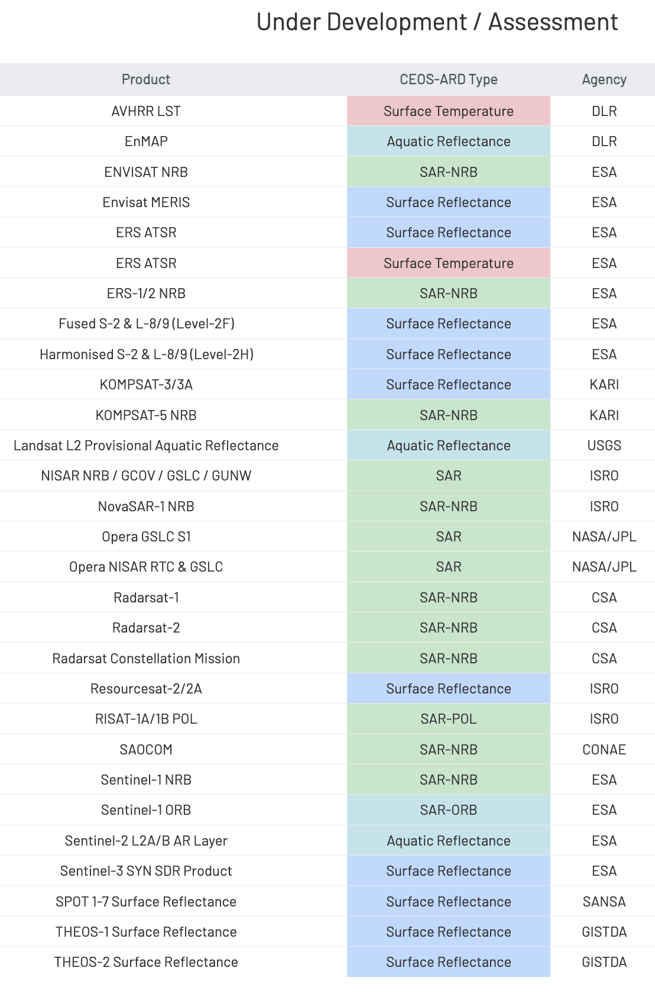 Under Development / Assessment
Product CEOS-ARD Type Agency
AVHRR LST Surface Temperature DLR
EnMAP Aquatic Reflectance DLR
ENVISAT NRB SAR-NRB ESA
Envisat MERIS Surface Reflectance ESA
ERS ATSR Surface Reflectance ESA
ERS ATSR Surface Temperature ESA
ERS-1/2 NRB SAR-NRB ESA
Fused S-2 & L-8/9 (Level-2F) Surface Reflectance ESA
Harmonised S-2 & L-8/9 (Level-2H) Surface Reflectance ESA
KOMPSAT-3/3A Surface Reflectance KARI
KOMPSAT-5 NRB SAR-NRB KARI
Landsat L2 Provisional Aquatic Reflectance Aquatic Reflectance USGS
NISAR NRB / GCOV / GSLC / GUNW SAR ISRO
NovaSAR-1 NRB SAR-NRB ISRO
Opera GSLC S1 SAR NASA/JPL
Opera NISAR RTC & GSLC SAR NASA/JPL
Radarsat-1 SAR-NRB CSA
Radarsat-2 SAR-NRB CSA
Radarsat Constellation Mission SAR-NRB CSA
Resourcesat-2/2A Surface Reflectance ISRO
RISAT-1A/1B POL SAR-POL ISRO
SAOCOM SAR-NRB CONAE
Sentinel-1 NRB SAR-NRB ESA
Sentinel-1 ORB SAR-ORB ESA
Sentinel-2 L2A/B AR Layer Aquatic Reflectance ESA
Sentinel-3 SYN SDR Product Surface Reflectance ESA
SPOT 1-7 Surface Reflectance Surface Reflectance SANSA
THEOS-1 Surface Reflectance Surface Reflectance GISTDA
THEOS-2 Surface Reflectance Surface Reflectance GISTDA